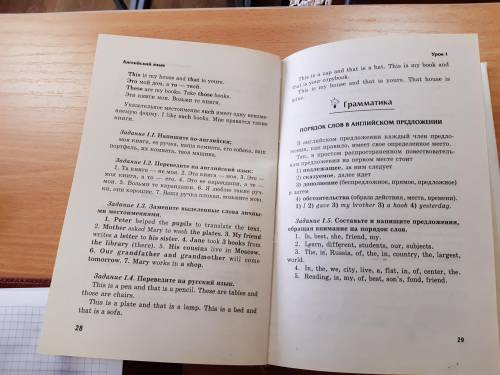 Английский язык
This is my house and that is yours.
Это мой дом, а то — твой.
These are my books. Take those books.
Эти книги мои. Возьми те книги.
Указательное местоимение such имеет одну неизменяемую форму. I like such books. Мне нравятся такие
книги.
Задание 1.1. Напишите по-английски:
моя книга, ее ручка, наша комната, его собака, ваш
портфель, их комната, твоя машина.
Задание 1.2. Переведите на английский язык.
1. Та книга — не моя. 2. Эта книга — моя. 3. Это —
моя книга, а то — его. 4. Это — карандаши, а те —
мои. 5. Возьми те карандаши. 6. Я люблю такие руч-
ки, они хорошие. 7. Ваша ручка плохая, возьмите мою.
Задание 1.3. Замените выделенные слова личны-
ми местоимениями.
1. Peter helped the pupils to translate the text.
2. Mother asked Mary to wash the plates. 3. My friend
writes a letter to his sister. 4. Jane took 3 books from
the library (there). 5. His cousins live in Moscow.
6. Our grandfather and grandmother will come
tomorrow. 7. Mary works in a shop.
Задание 1.4. Переведите на русский язык.
This is a pen and that is a pencil. These are tables and
those are chairs.
This is a plate and that is a lamp. This is a bed and
that is a sofa.
28
Урок 1
This is a cap and that is a hat. This is my book and
that is your copybook.
This is my house and that is yours. That house is
mine.
Грамматика
ПОРЯДОК СЛОВ В АНГЛИЙСКОМ ПРЕДЛОЖЕНИИ
В английском предложении каждый член предло-
жения, как правило, имеет свое определенное место.
Так, в простом распространенном повествователь-
ном предложении на первом месте стоит
1) подлежащее, за ним следует
2) сказуемое, далее идет
3) дополнение (беспредложное, прямое, предложное)
и затем
4) обстоятельства (образа действия, места, времени).
1) I 2) gave 3) my brother 3) a book 4) yesterday.
Задание 1.5. Составьте и напишите предложения,
обращая внимание на порядок слов.
1. Is, best, she, friend, my.
2. Learn, different, students, our, subjects.
3. The, is, Russia, of, the, in, country, the, largest,
world.
4. In, the, we, city, live, a, flat, in, of, center, the.
5. Reading, is, my, of, best, son's, fond, friend.
29